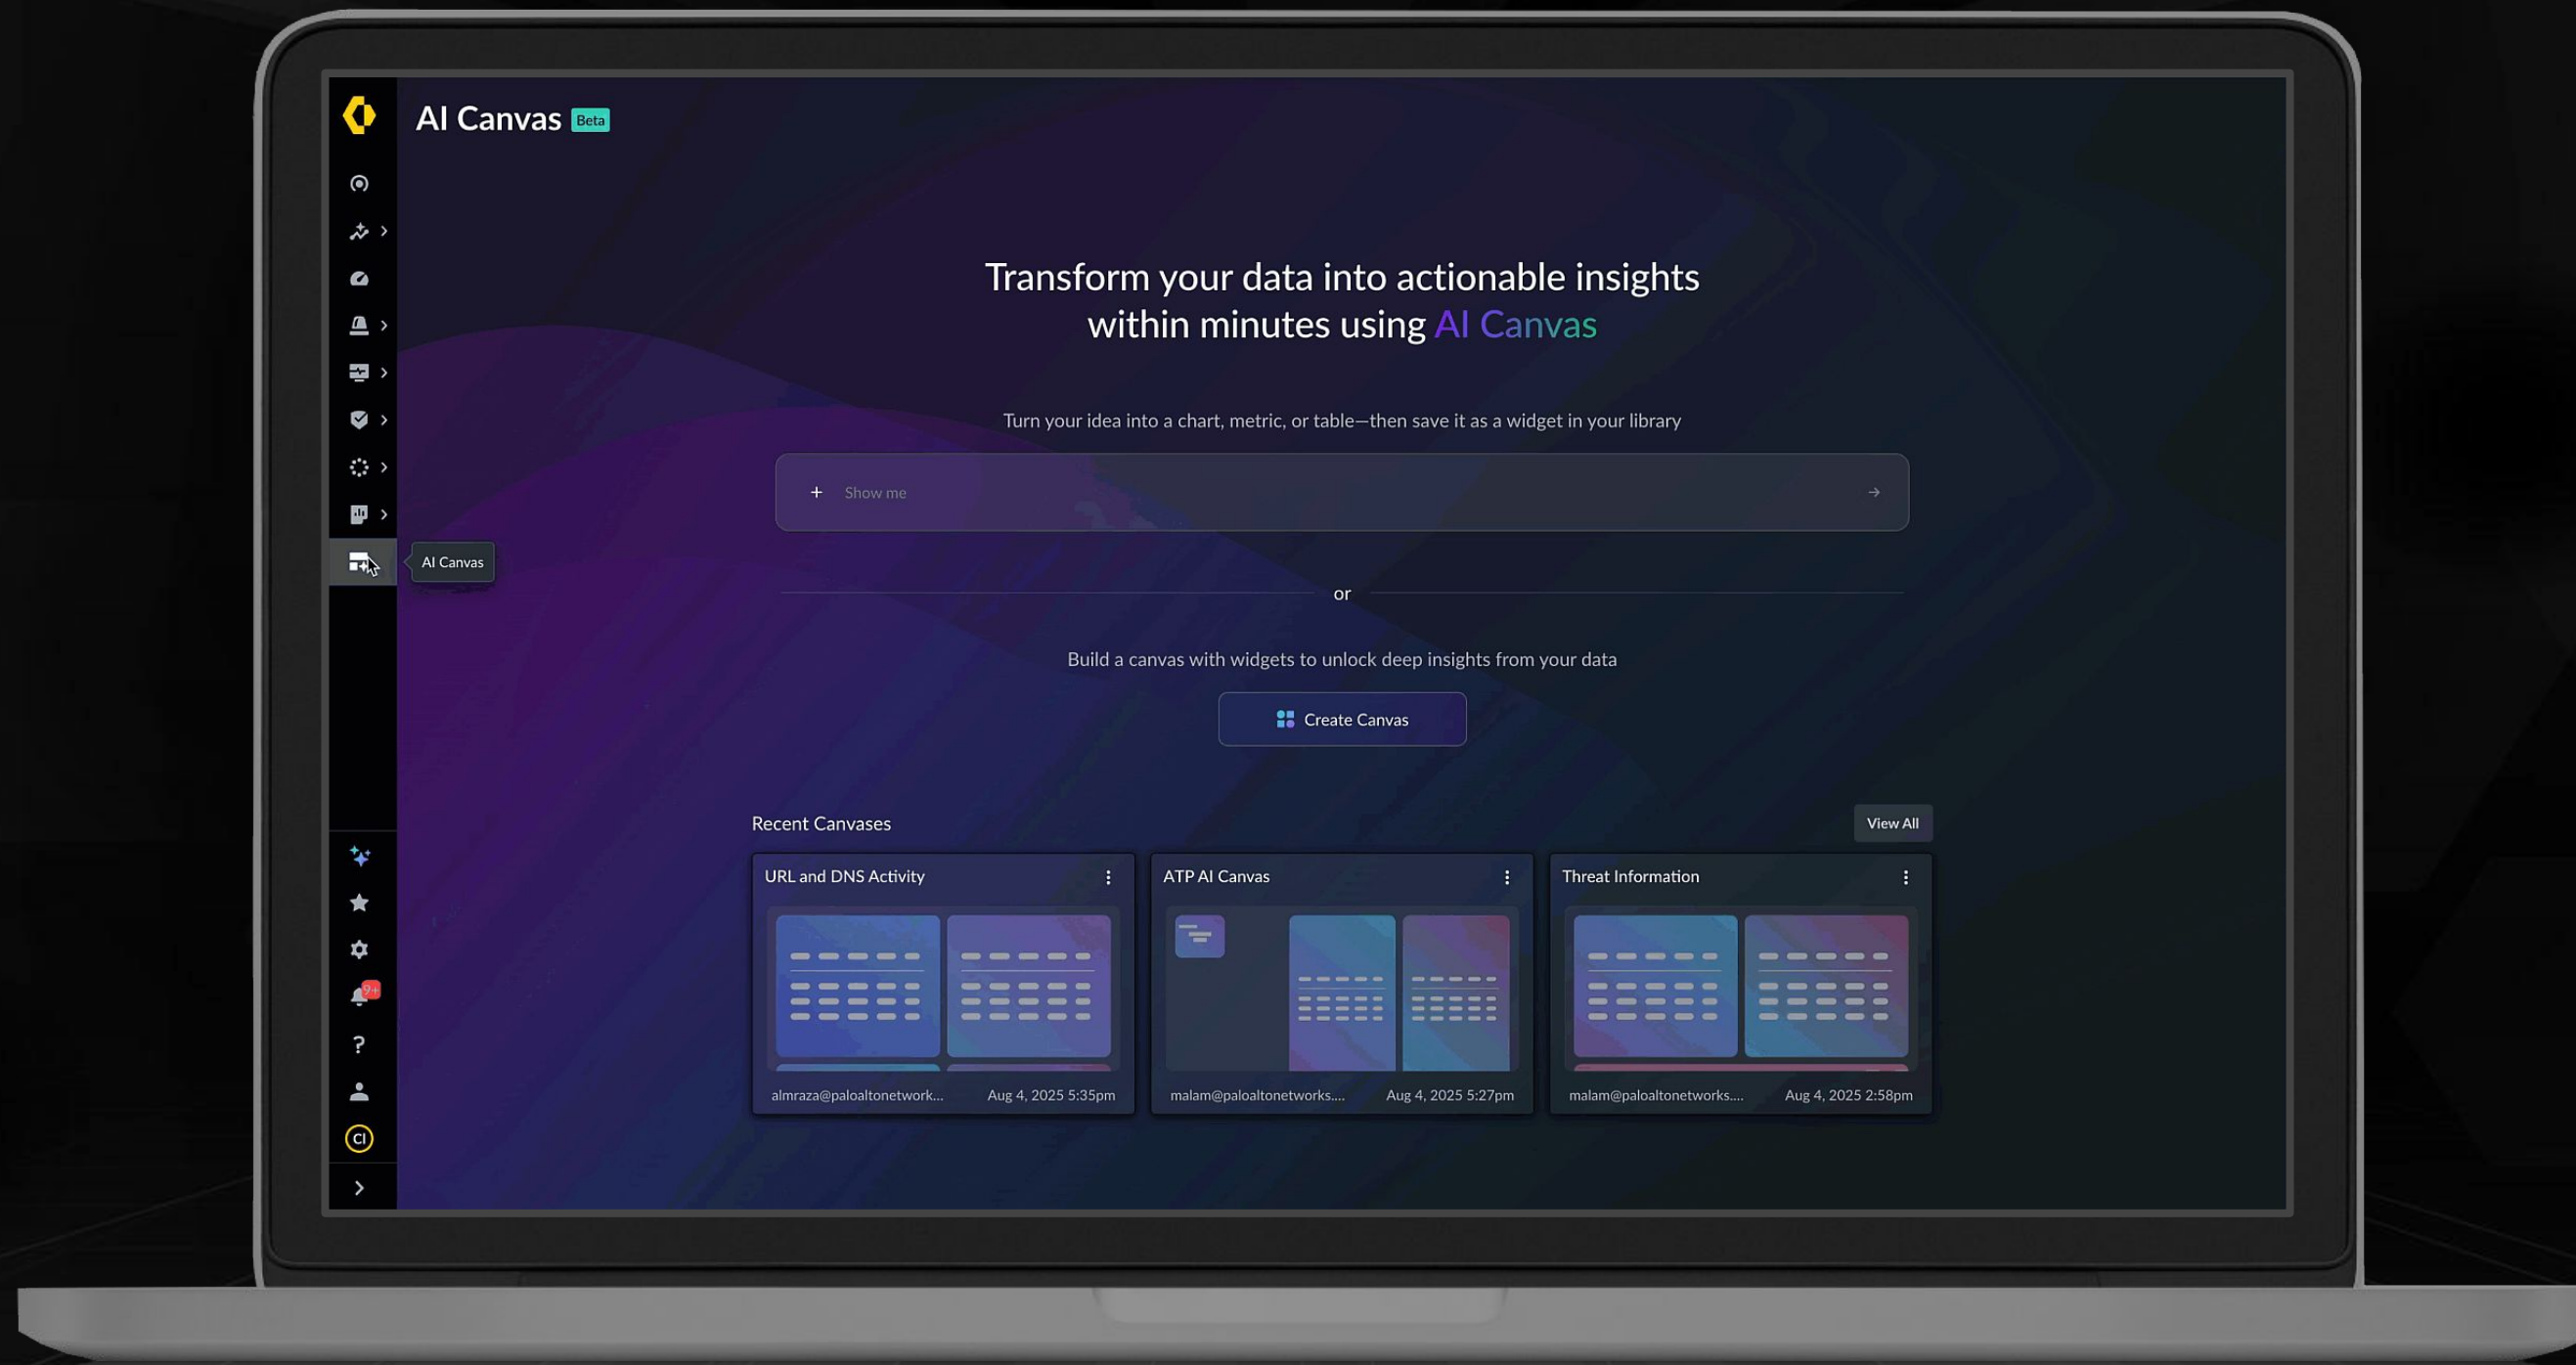 AI Canvas Beta
Transform your data into actionable insights
within minutes using AI Canvas
Turn your idea into a chart, metric, or table—then save it as a widget in your library
Show me
AI Canvas
or
Build a canvas with widgets to unlock deep insights from your data
Create Canvas
Recent Canvases
View All
URL and DNS Activity
ATP AI Canvas
Threat Information
almraza@paloaltonetwork...
Aug 4, 2025 5:35pm
malam@paloaltonetworks....
Aug 4, 2025 5:27pm
malam@paloaltonetworks....
Aug 4, 2025 2:58pm
9+
?
CI